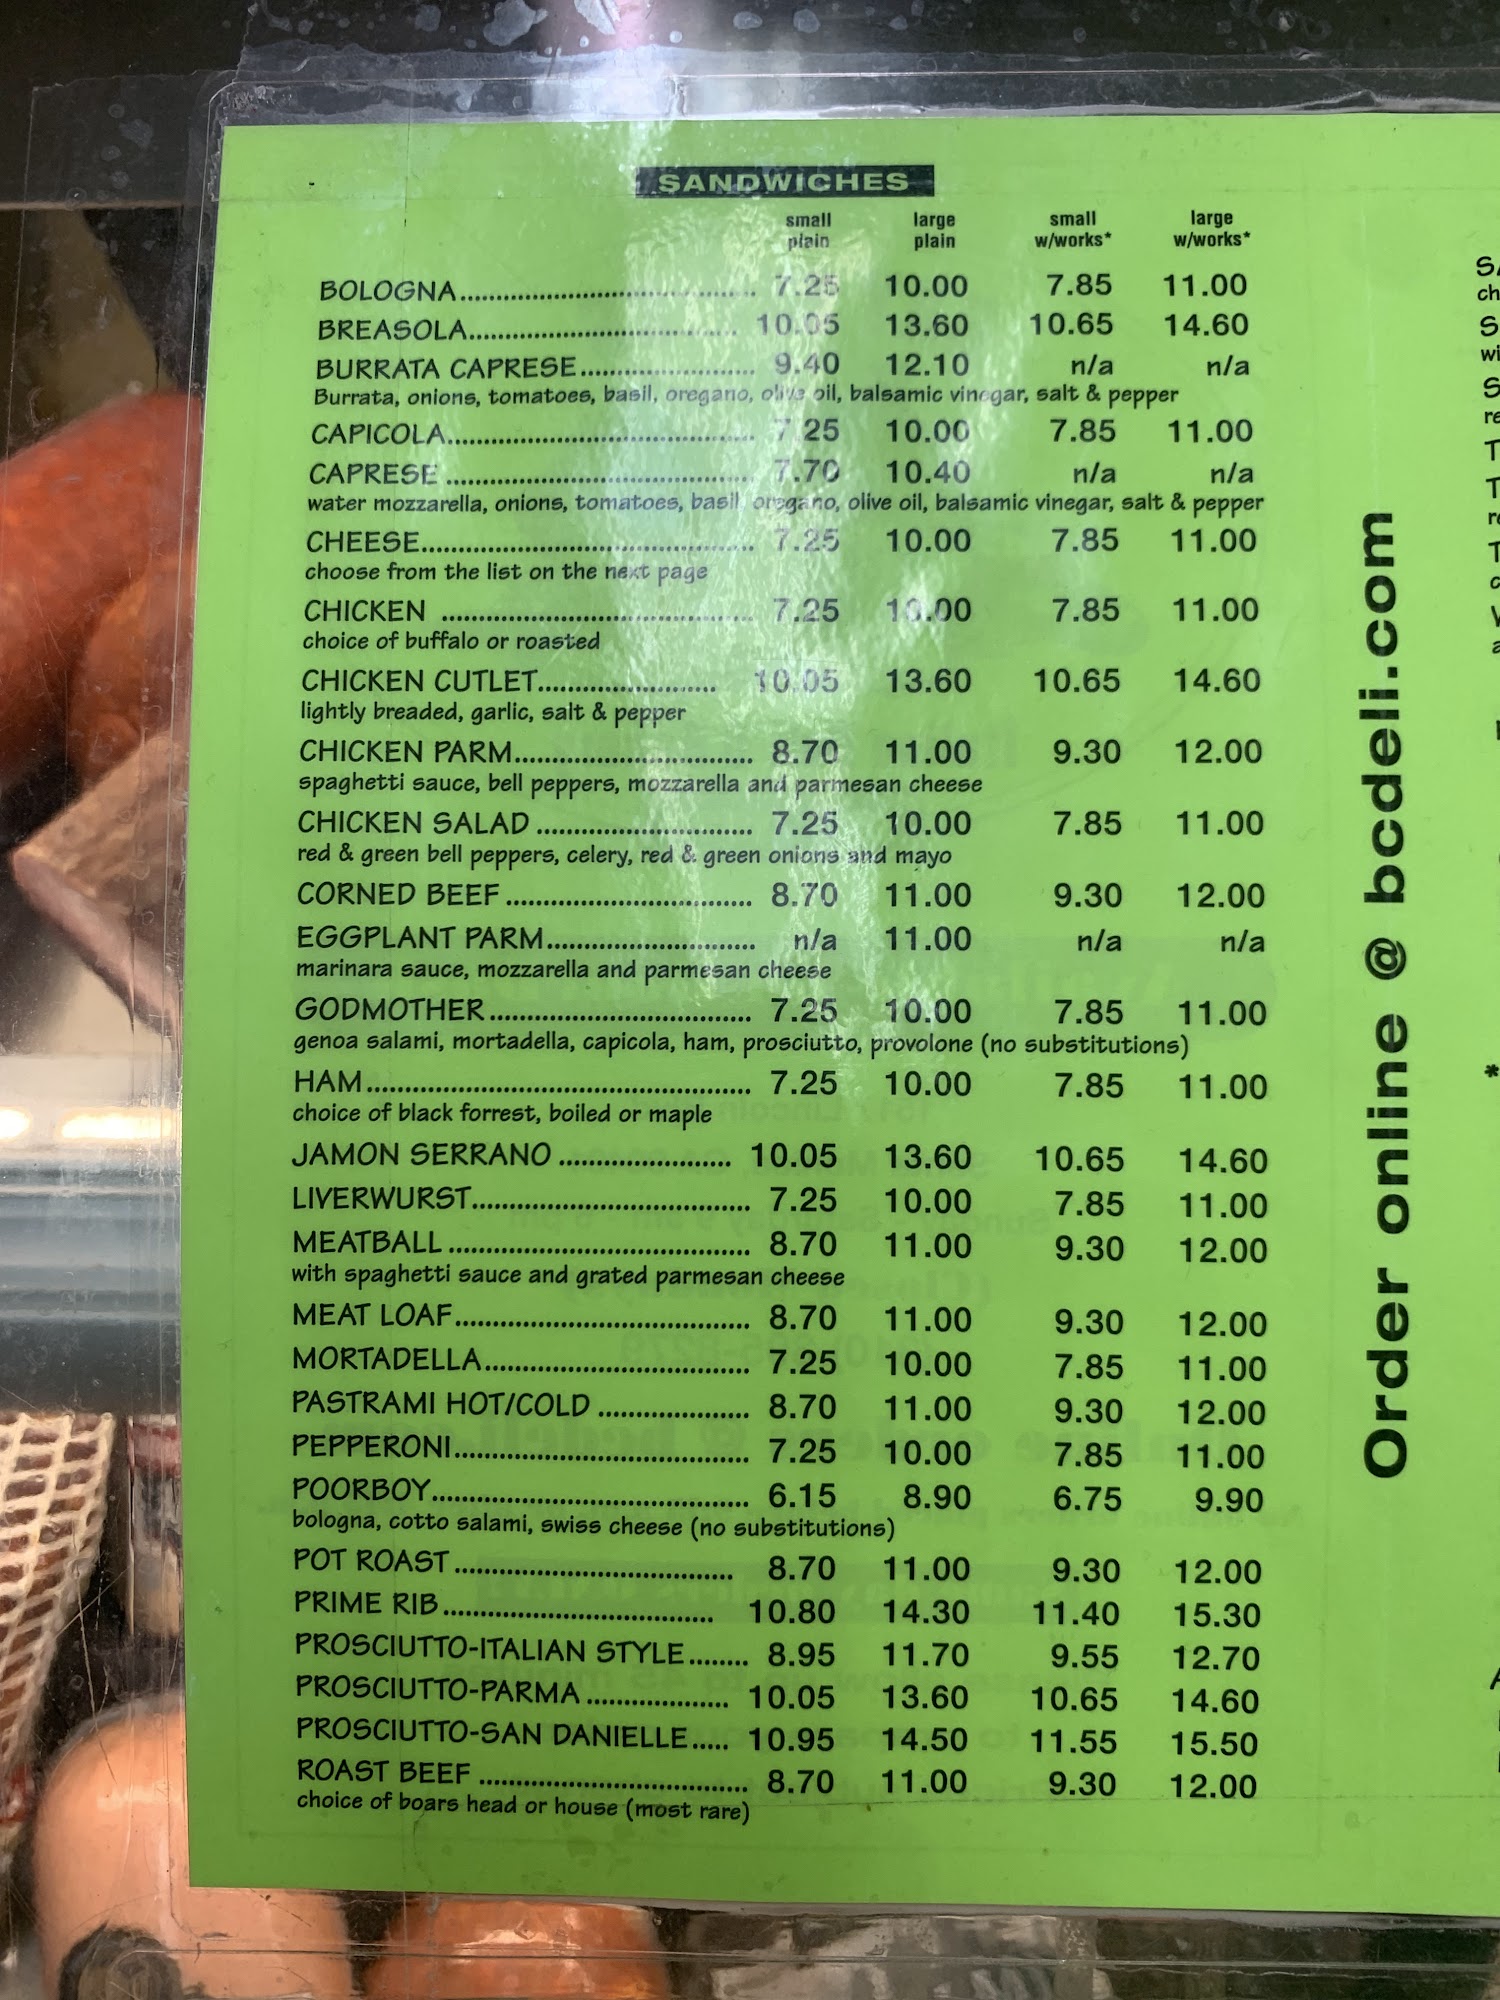 SANDWICHES
small plain large plain small w/works* large w/works*
BOLOGNA 7.25 10.00 7.85 11.00
BREASOLA 10.05 13.60 10.65 14.60
BURRATA CAPRESE 9.40 12.10 n/a n/a
Burrata, onions, tomatoes, basil, oregano, olive oil, balsamic vinegar, salt & pepper
CAPICOLA 7.25 10.00 7.85 11.00
CAPRESE 7.70 10.40 n/a n/a
water mozzarella, onions, tomatoes, basil oregano, olive oil, balsamic vinegar, salt & pepper
CHEESE 7.25 10.00 7.85 11.00
choose from the list on the next page
CHICKEN 7.25 10.00 7.85 11.00
choice of buffalo or roasted
CHICKEN CUTLET 10.05 13.60 10.65 14.60
lightly breaded, garlic, salt & pepper
CHICKEN PARM 8.70 11.00 9.30 12.00
spaghetti sauce, bell peppers, mozzarella and parmesan cheese
CHICKEN SALAD 7.25 10.00 7.85 11.00
red & green bell peppers, celery, red & green onions and mayo
CORNED BEEF 8.70 11.00 9.30 12.00
EGGPLANT PARM n/a 11.00 n/a n/a
marinara sauce, mozzarella and parmesan cheese
GODMOTHER 7.25 10.00 7.85 11.00
genoa salami, mortadella, capicola, ham, prosciutto, provolone (no substitutions)
HAM 7.25 10.00 7.85 11.00
choice of black forrest, boiled or maple
JAMON SERRANO 10.05 13.60 10.65 14.60
LIVERWURST 7.25 10.00 7.85 11.00
MEATBALL 8.70 11.00 9.30 12.00
with spaghetti sauce and grated parmesan cheese
MEAT LOAF 8.70 11.00 9.30 12.00
MORTADELLA 7.25 10.00 7.85 11.00
PASTRAMI HOT/COLD 8.70 11.00 9.30 12.00
PEPPERONI 7.25 10.00 7.85 11.00
POORBOY 6.15 8.90 6.75 9.90
bologna, cotto salami, swiss cheese (no substitutions)
POT ROAST 8.70 11.00 9.30 12.00
PRIME RIB 10.80 14.30 11.40 15.30
PROSCIUTTO-ITALIAN STYLE 8.95 11.70 9.55 12.70
PROSCIUTTO-PARMA 10.05 13.60 10.65 14.60
PROSCIUTTO-SAN DANIELLE 10.95 14.50 11.55 15.50
ROAST BEEF 8.70 11.00 9.30 12.00
choice of boars head or house (most rare)
Order online @ bcdeli.com